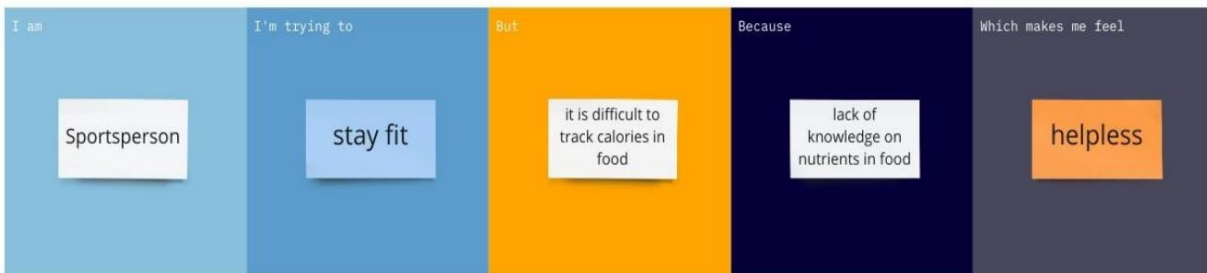 I am
I'm trying to
But
Because
Which makes me feel
Sportsperson
stay fit
it is difficult to
track calories in
food
lack of
knowledge on
nutrients in food
helpless